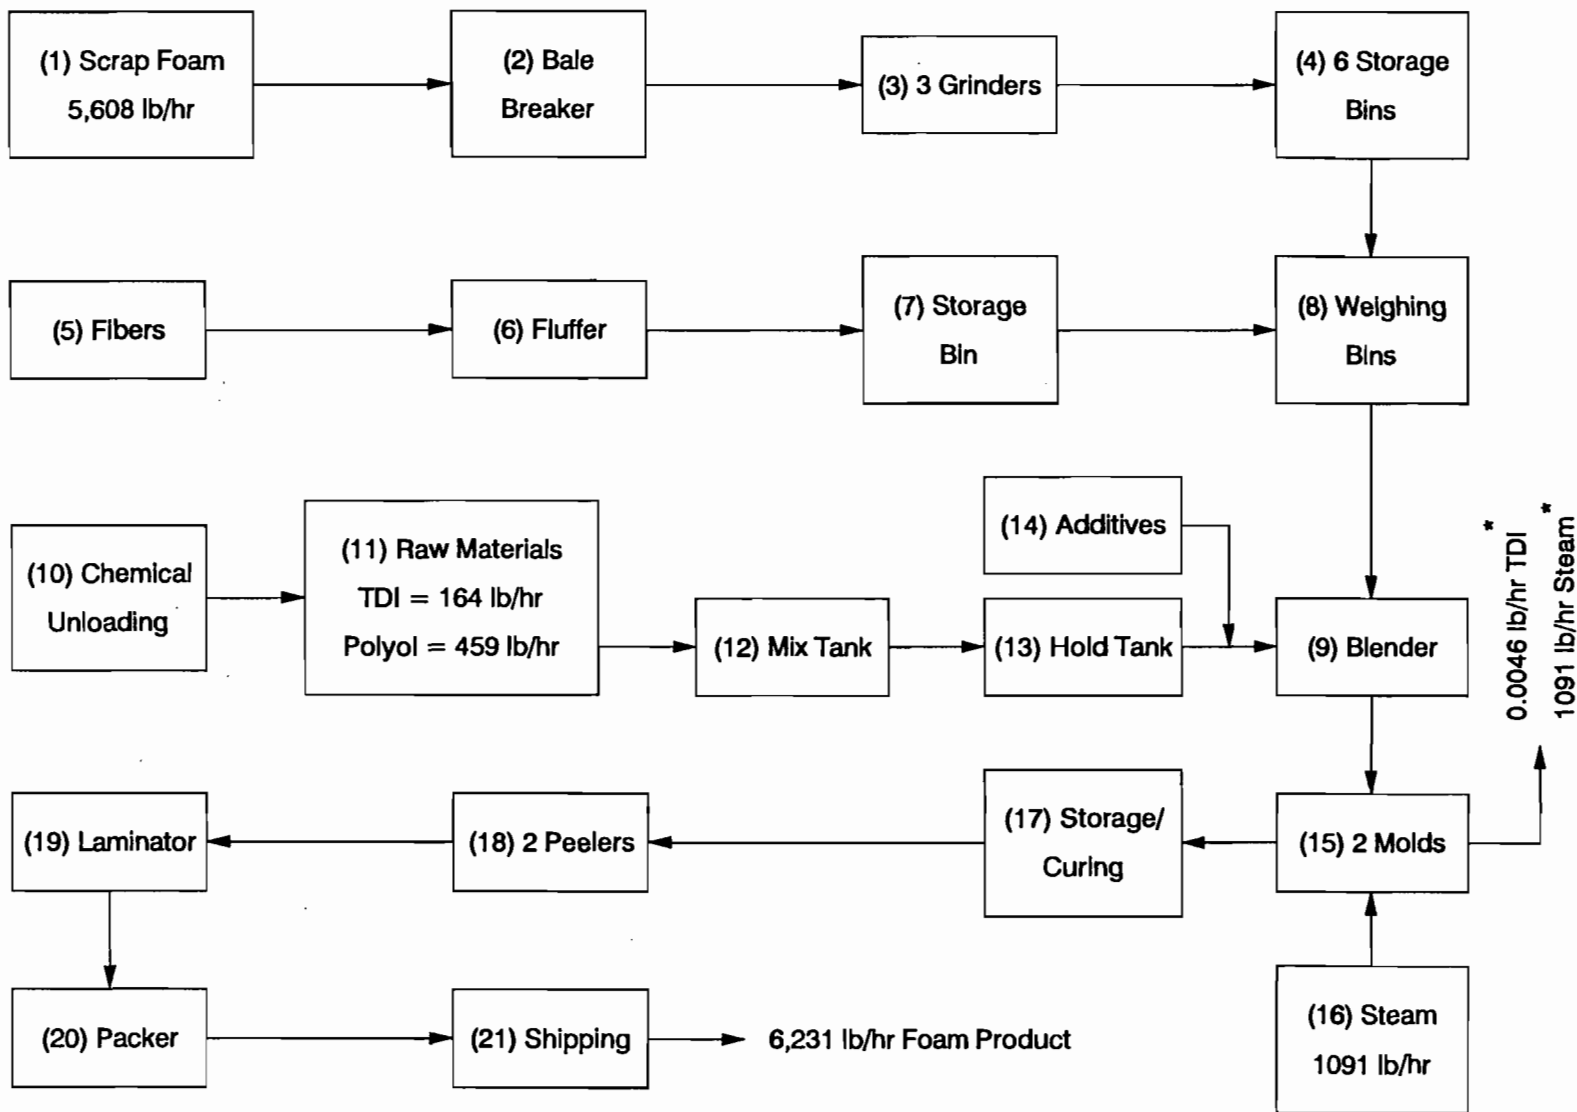 (1) Scrap Foam
5,608 lb/hr
(2) Bale
Breaker
(3) 3 Grinders
(4) 6 Storage
Bins
(5) Fibers
(6) Fluffer
(7) Storage
Bin
(8) Weighing
Bins
(10) Chemical
Unloading
(11) Raw Materials
TDI = 164 lb/hr
Polyol = 459 lb/hr
(12) Mix Tank
(13) Hold Tank
(14) Additives
(9) Blender
0.0046 lb/hr TDI*
1091 lb/hr Steam*
(19) Laminator
(18) 2 Peelers
(17) Storage/
Curing
(15) 2 Molds
(20) Packer
(21) Shipping
6,231 lb/hr Foam Product
(16) Steam
1091 lb/hr